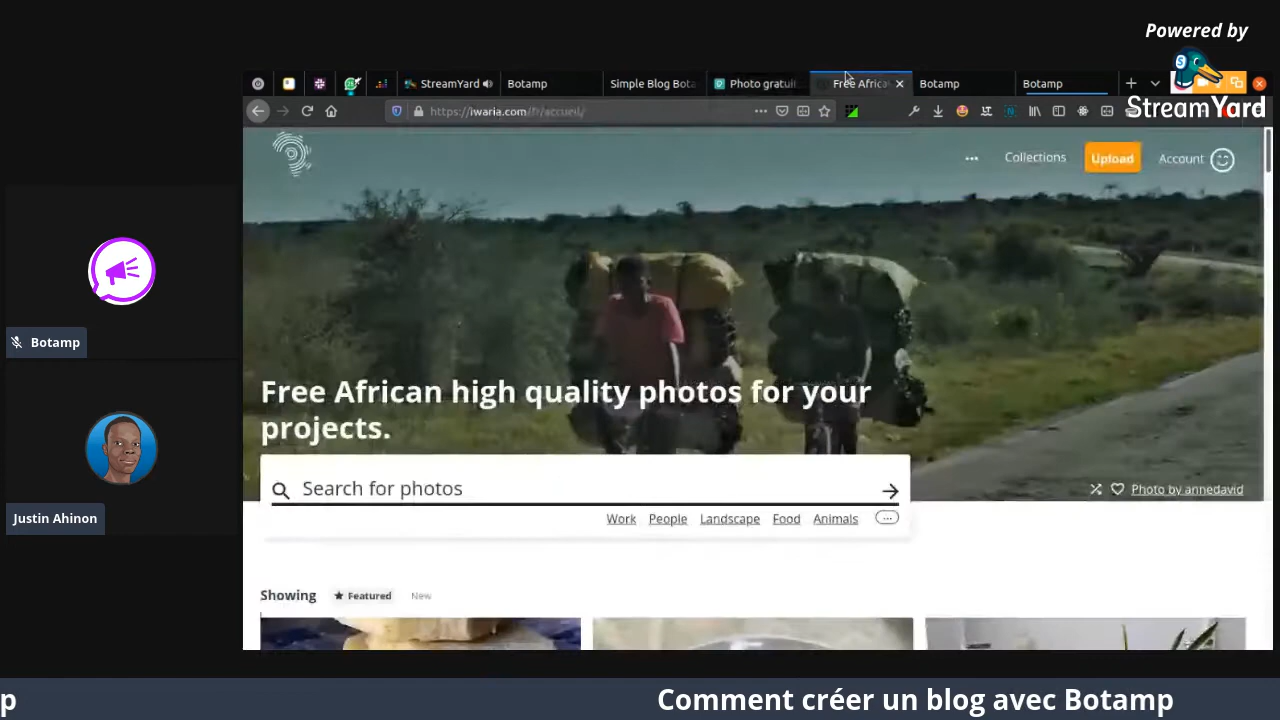 Powered by
StreamYard
StreamYard
Botamp
Simple Blog Bota
Photo gratui
Free Africa
Botamp
Botamp
https://iwaria.com/fr/accueil/
Collections
Upload
Account
Free African high quality photos for your
projects.
Search for photos
Photo by annedavid
Work People Landscape Food Animals
Showing
Featured
New
Botamp
Justin Ahinon
p
Comment créer un blog avec Botamp